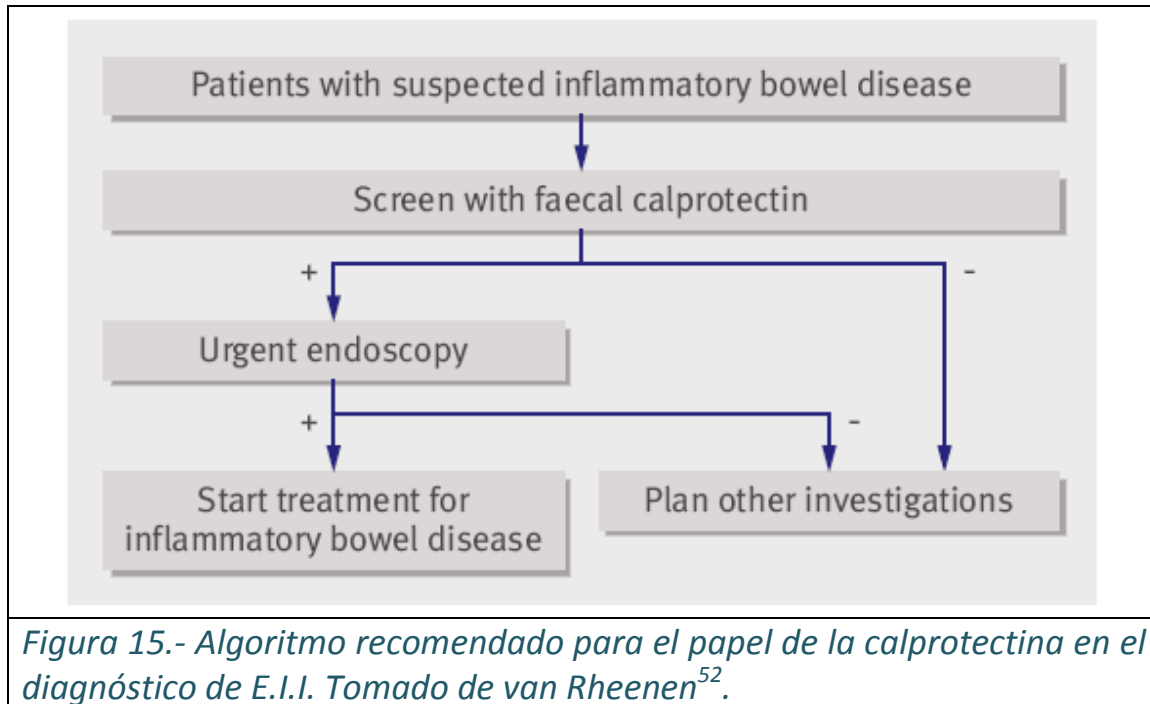 Patients with suspected inflammatory bowel disease
Screen with faecal calprotectin
+
-
Urgent endoscopy
+
-
Start treatment for
inflammatory bowel disease
Plan other investigations
Figura 15.- Algoritmo recomendado para el papel de la calprotectina en el
diagnóstico de E.I.I. Tomado de van Rheenen⁵².